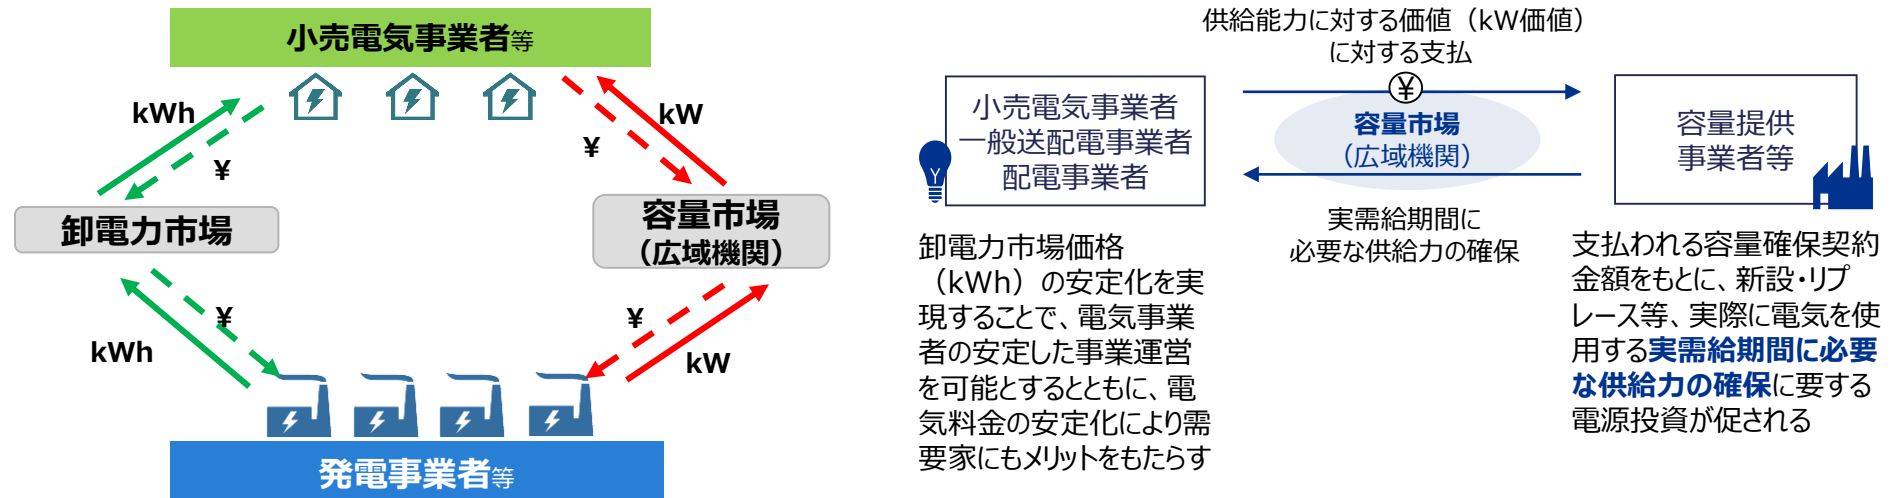 小売電気事業者等
kWh
¥
¥
kW
卸電力市場
容量市場
（広域機関）
¥
kWh
¥
kW
発電事業者等
供給能力に対する価値（kW価値）
に対する支払
¥
小売電気事業者
一般送配電事業者
配電事業者
容量市場
（広域機関）
容量提供
事業者等
実需給期間に
必要な供給力の確保
卸電力市場価格
（kWh）の安定化を実
現することで、電気事業
者の安定した事業運営
を可能とするとともに、電
気料金の安定化により需
要家にもメリットをもたらす
支払われる容量確保契約
金額をもとに、新設・リプ
レース等、実際に電気を使
用する実需給期間に必要
な供給力の確保に要する
電源投資が促される